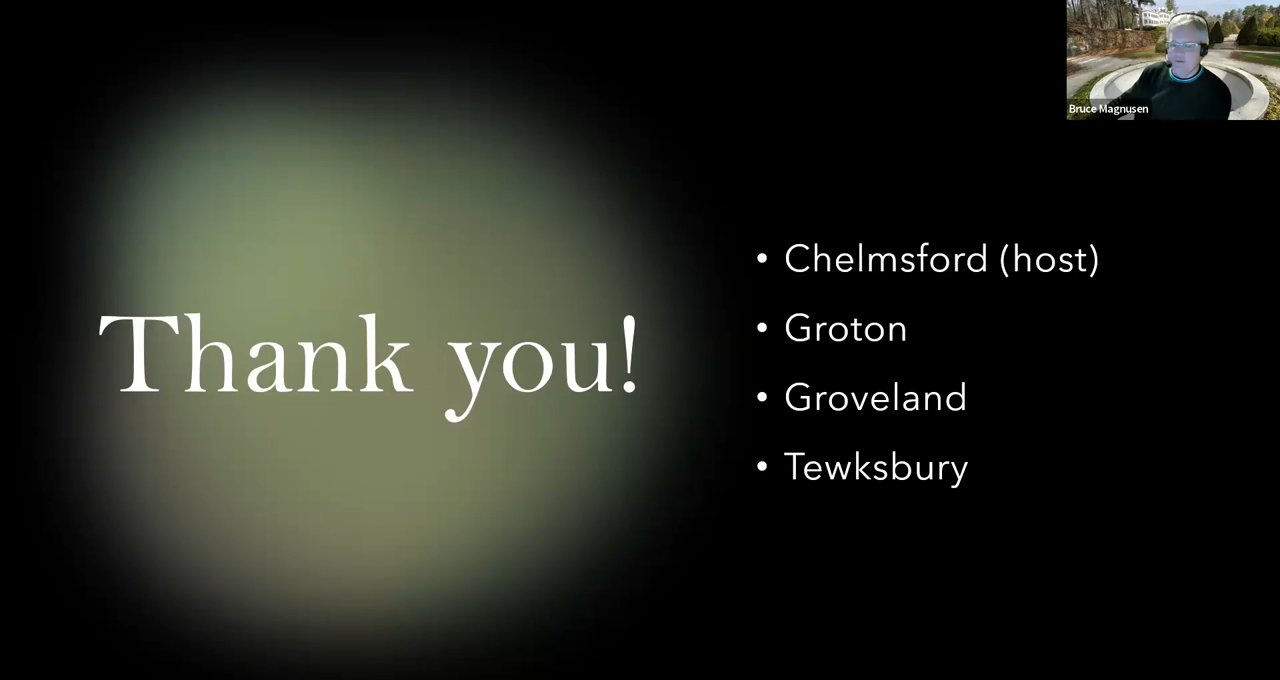 Bruce Magnusen
Thank you!
• Chelmsford (host)
• Groton
• Groveland
• Tewksbury